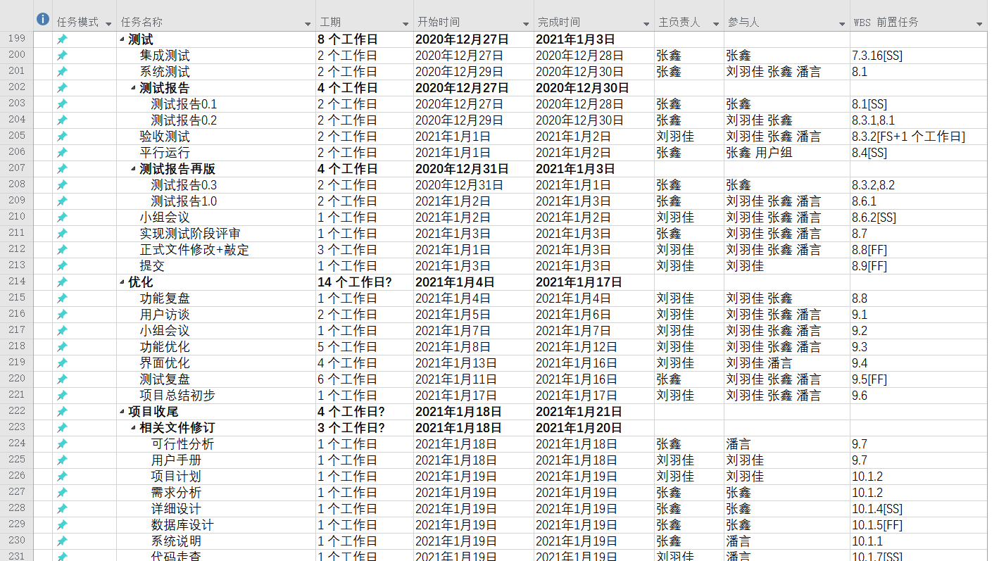 任务模式 任务名称 工期 开始时间 完成时间 主负责人 参与人 WBS 前置任务
199 测试 8 个工作日 2020年12月27日 2021年1月3日
200 集成测试 2 个工作日 2020年12月27日 2020年12月28日 张鑫 张鑫 7.3.16[SS]
201 系统测试 2 个工作日 2020年12月29日 2020年12月30日 张鑫 刘羽佳 张鑫 潘言 8.1
202 测试报告 4 个工作日 2020年12月27日 2020年12月30日
203 测试报告0.1 2 个工作日 2020年12月27日 2020年12月28日 张鑫 张鑫 8.1[SS]
204 测试报告0.2 2 个工作日 2020年12月29日 2020年12月30日 张鑫 刘羽佳 张鑫 8.3.1,8.1
205 验收测试 2 个工作日 2021年1月1日 2021年1月2日 刘羽佳 刘羽佳 张鑫 潘言 8.3.2[FS+1 个工作日]
206 平行运行 2 个工作日 2021年1月1日 2021年1月2日 张鑫 张鑫 用户组 8.4[SS]
207 测试报告再版 4 个工作日 2020年12月31日 2021年1月3日
208 测试报告0.3 2 个工作日 2020年12月31日 2021年1月1日 张鑫 张鑫 8.3.2,8.2
209 测试报告1.0 2 个工作日 2021年1月2日 2021年1月3日 张鑫 刘羽佳 张鑫 潘言 8.6.1
210 小组会议 1 个工作日 2021年1月2日 2021年1月2日 刘羽佳 刘羽佳 张鑫 潘言 8.6.2[SS]
211 实现测试阶段评审 1 个工作日 2021年1月3日 2021年1月3日 张鑫 刘羽佳 张鑫 潘言 8.7
212 正式文件修改+敲定 3 个工作日 2021年1月1日 2021年1月3日 刘羽佳 刘羽佳 张鑫 潘言 8.8[FF]
213 提交 1 个工作日 2021年1月3日 2021年1月3日 刘羽佳 刘羽佳 8.9[FF]
214 优化 14 个工作日? 2021年1月4日 2021年1月17日
215 功能复盘 1 个工作日 2021年1月4日 2021年1月4日 刘羽佳 刘羽佳 张鑫 8.8
216 用户访谈 2 个工作日 2021年1月5日 2021年1月6日 刘羽佳 刘羽佳 张鑫 潘言 9.1
217 小组会议 1 个工作日 2021年1月7日 2021年1月7日 刘羽佳 刘羽佳 张鑫 潘言 9.2
218 功能优化 5 个工作日 2021年1月8日 2021年1月12日 刘羽佳 刘羽佳 张鑫 潘言 9.3
219 界面优化 4 个工作日 2021年1月13日 2021年1月16日 刘羽佳 刘羽佳 潘言 9.4
220 测试复盘 6 个工作日 2021年1月11日 2021年1月16日 张鑫 刘羽佳 张鑫 潘言 9.5[FF]
221 项目总结初步 1 个工作日 2021年1月17日 2021年1月17日 刘羽佳 刘羽佳 张鑫 潘言 9.6
222 项目收尾 4 个工作日? 2021年1月18日 2021年1月21日
223 相关文件修订 3 个工作日? 2021年1月18日 2021年1月20日
224 可行性分析 1 个工作日 2021年1月18日 2021年1月18日 张鑫 潘言 9.7
225 用户手册 1 个工作日 2021年1月18日 2021年1月18日 刘羽佳 刘羽佳 9.7
226 项目计划 1 个工作日 2021年1月19日 2021年1月19日 刘羽佳 刘羽佳 10.1.2
227 需求分析 1 个工作日 2021年1月19日 2021年1月19日 张鑫 张鑫 10.1.2
228 详细设计 1 个工作日 2021年1月19日 2021年1月19日 张鑫 张鑫 10.1.4[SS]
229 数据库设计 1 个工作日 2021年1月19日 2021年1月19日 张鑫 张鑫 10.1.5[FF]
230 系统说明 1 个工作日 2021年1月19日 2021年1月19日 张鑫 潘言 10.1.1
231 代码走查 1 个工作日 2021年1月19日 2021年1月19日 刘羽佳 潘言 10.1.7[SS]